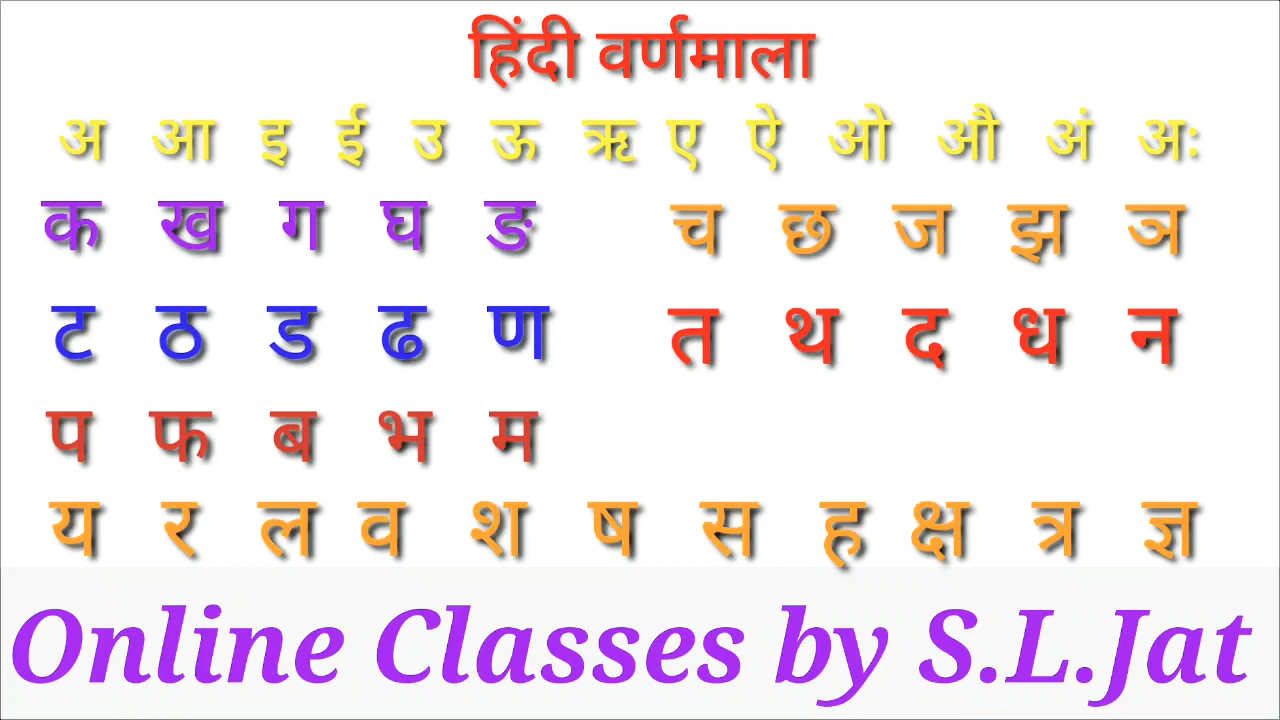 हिंदी वर्णमाला
अ आ इ ई उ ऊ ऋ ए ऐ ओ औ अं अः
क ख ग घ ङ च छ ज झ ञ
ट ठ ड ढ ण त थ द ध न
प फ ब भ म
य र ल व श ष स ह क्ष त्र ज्ञ
Online Classes by S.L.Jat